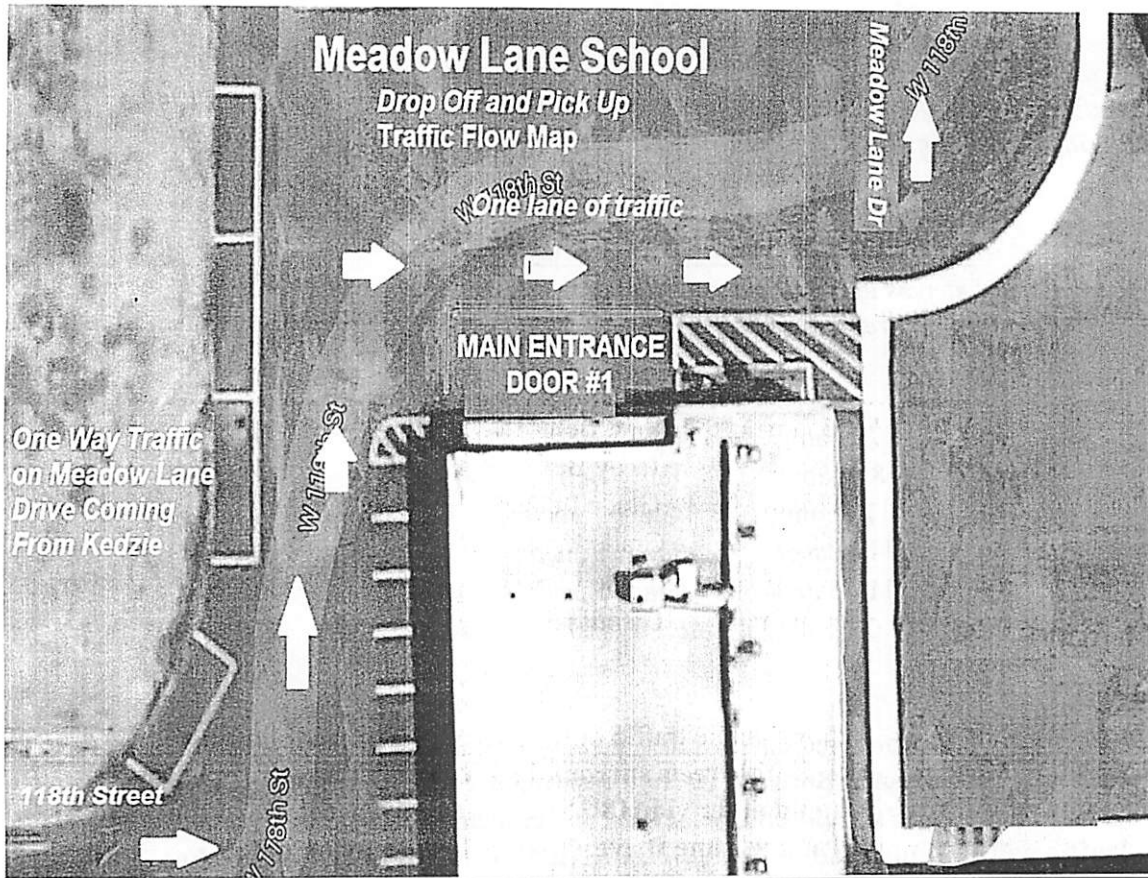 Meadow Lane School
Drop Off and Pick Up
Traffic Flow Map
Meadow Lane Dr
W 118th
W 118th St
One lane of traffic
MAIN ENTRANCE
DOOR #1
One Way Traffic
on Meadow Lane
Drive Coming
From Kedzie
W 118th St
118th Street
W 118th St